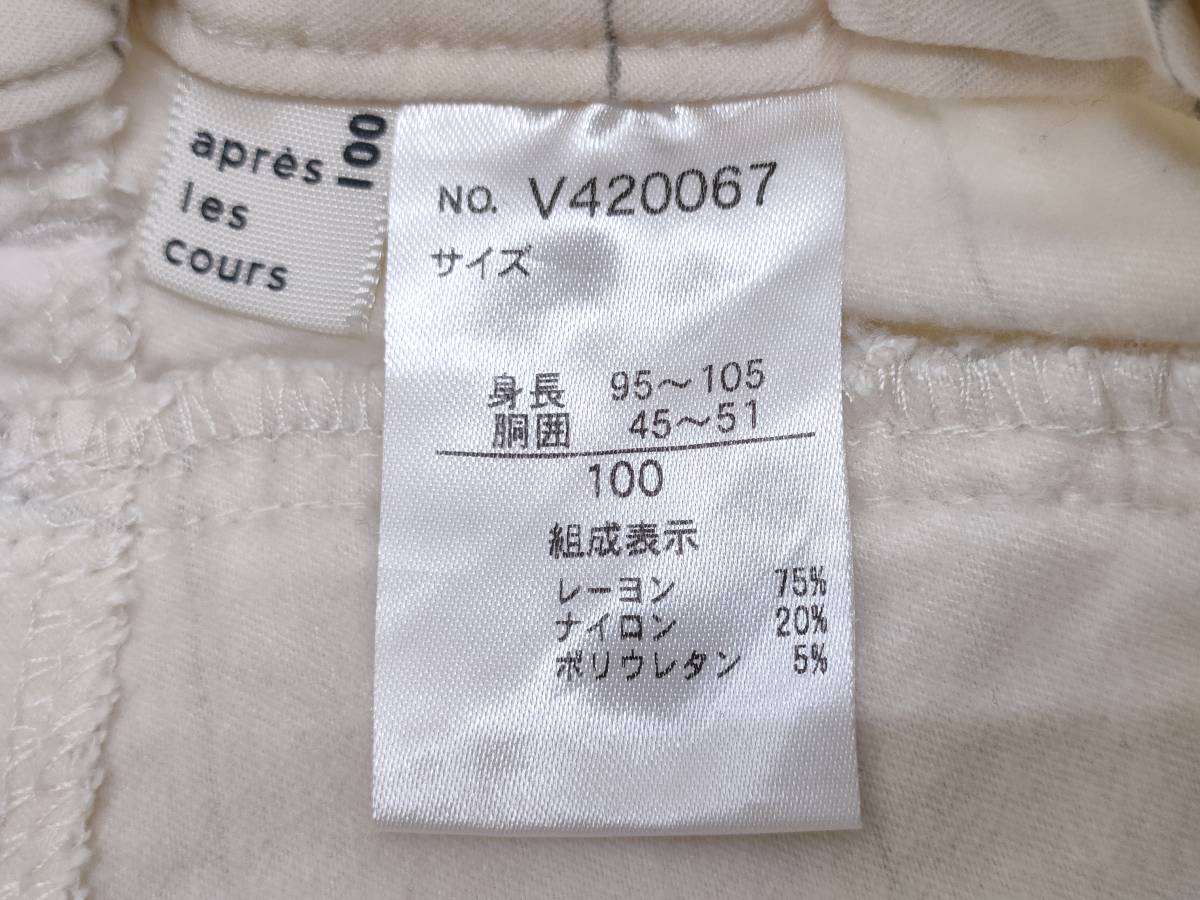 après
les
cours
100
NO. V420067
サイズ
身長 95～105
胴囲 45～51
100
組成表示
レーヨン 75%
ナイロン 20%
ポリウレタン 5%